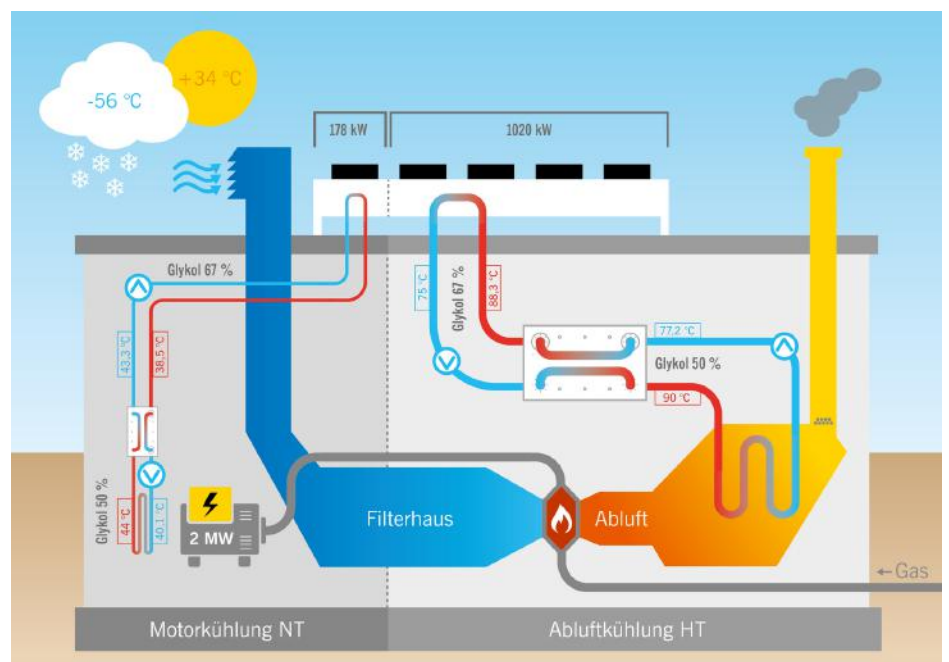 +34 °C
-56 °C
178 kW
1020 kW
Glykol 67 %
75 °C
Glykol 67 %
88,3 °C
43,3 °C
38,5 °C
77,2 °C
Glykol 50 %
90 °C
Glykol 50 %
44 °C
40,1 °C
2 MW
Filterhaus
Abluft
←Gas
Motorkühlung NT
Abluftkühlung HT